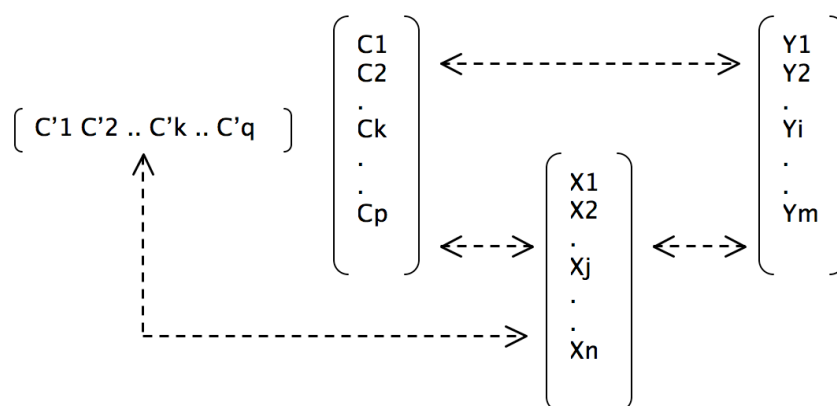 C'1 C'2 .. C'k .. C'q
C1
C2
.
Ck
.
.
Cp
X1
X2
.
Xj
.
.
Xn
Y1
Y2
.
Yi
.
.
Ym